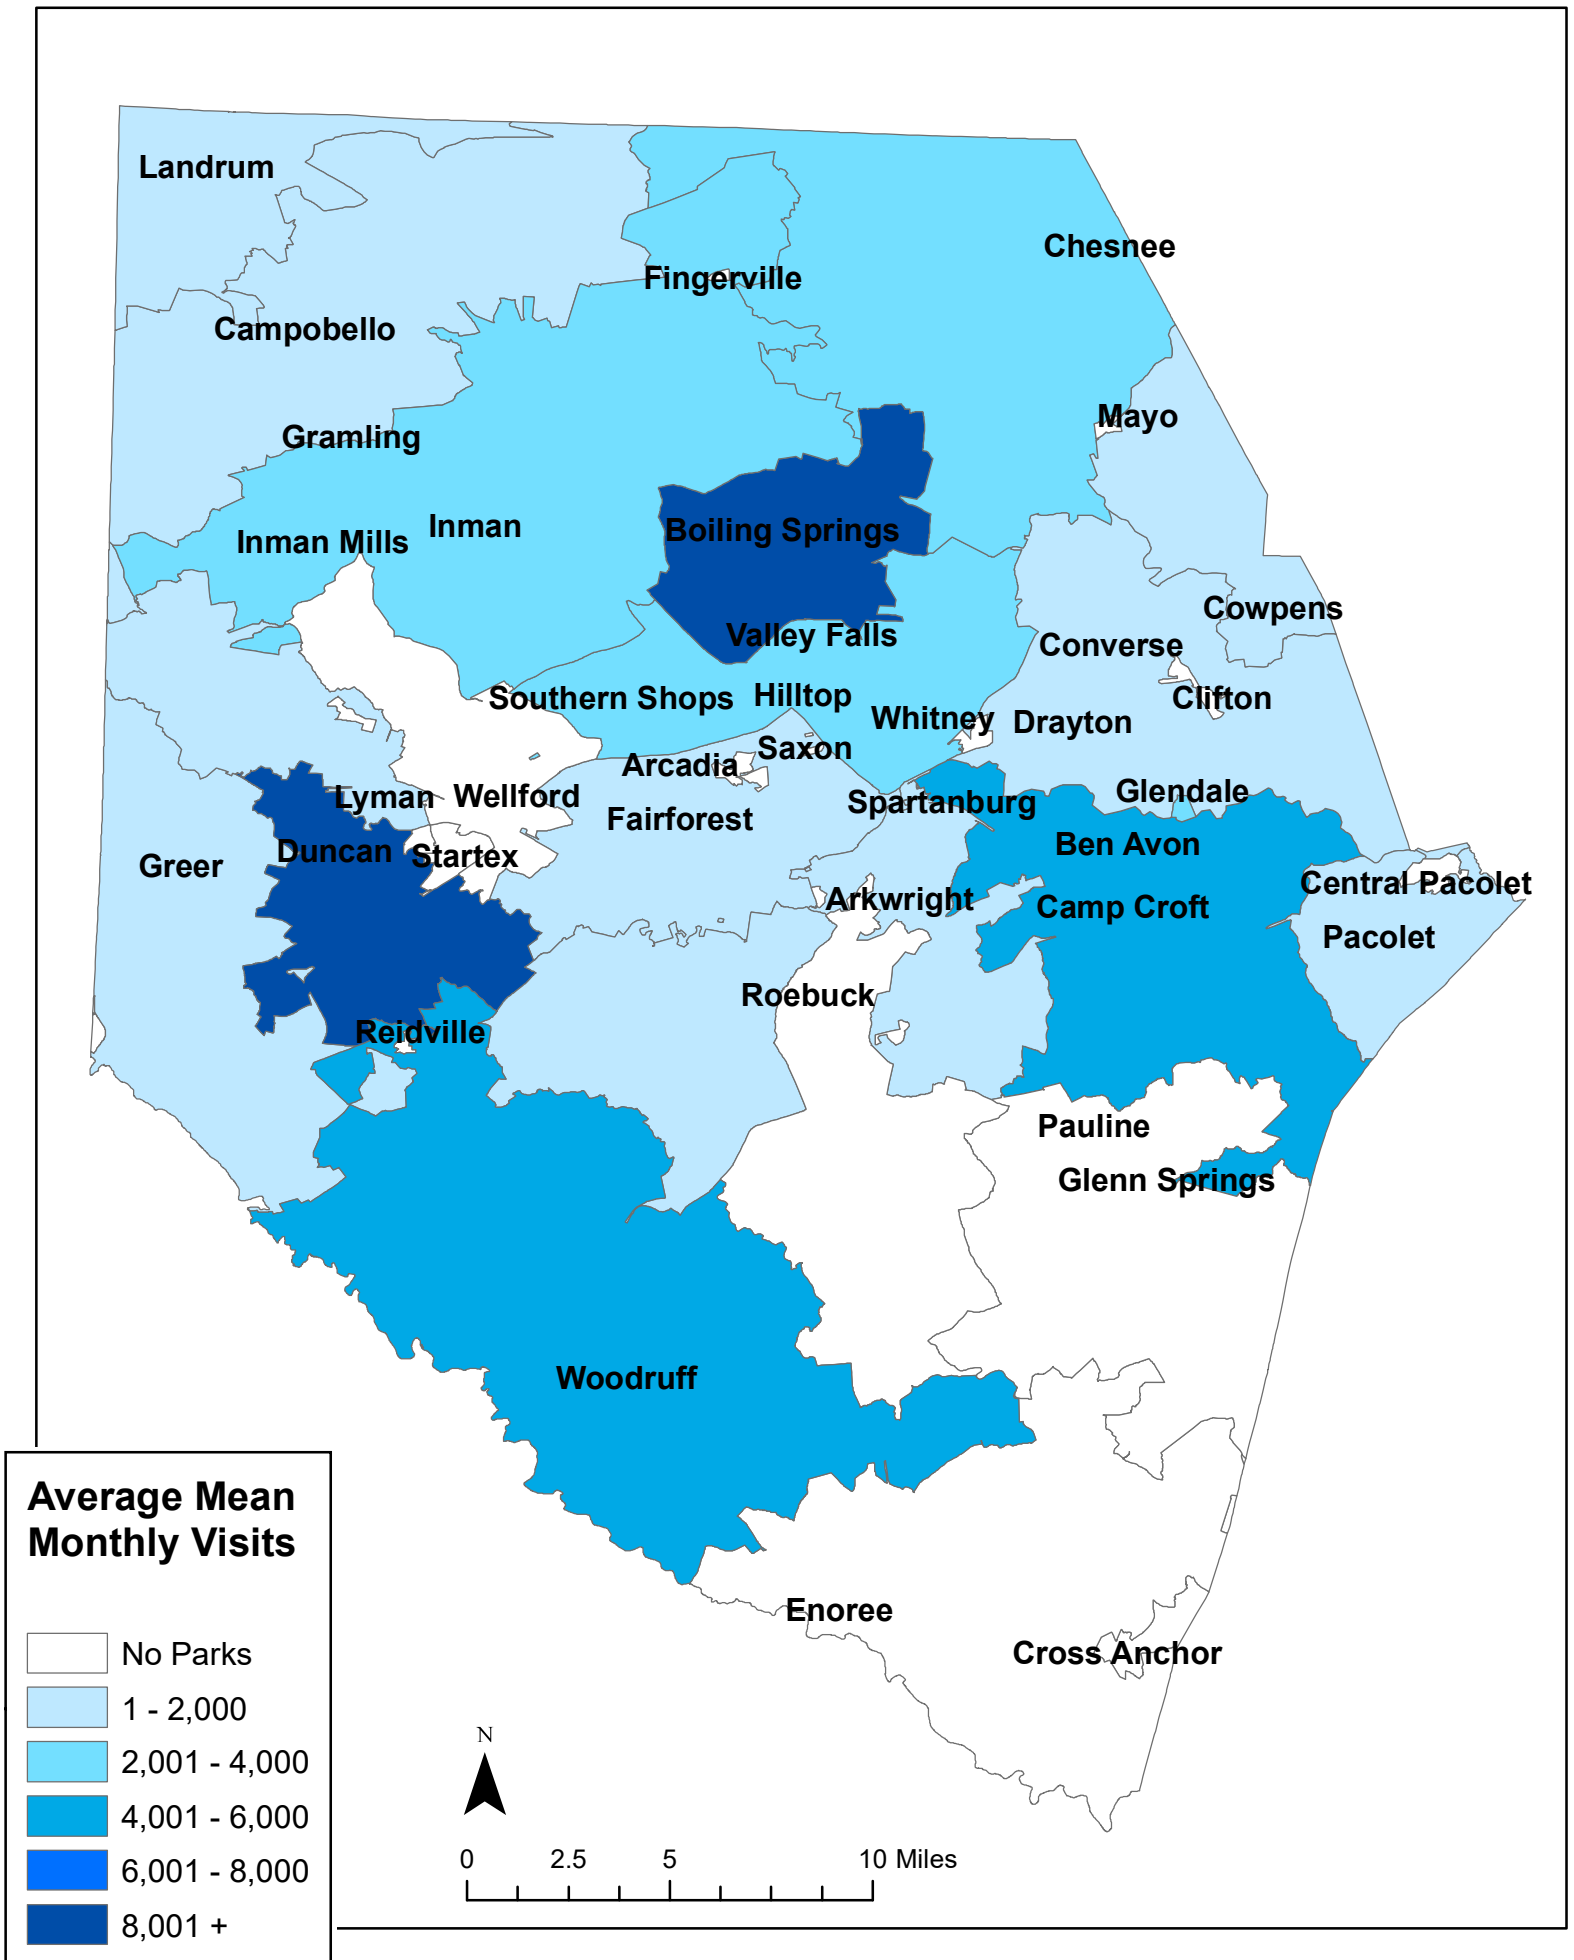 Landrum
Chesnee
Fingerville
Campobello
Mayo
Gramling
Inman
Boiling Springs
Inman Mills
Cowpens
Valley Falls
Converse
Southern Shops
Hilltop
Clifton
Whitney
Drayton
Saxon
Arcadia
Lyman
Wellford
Glendale
Spartanburg
Fairforest
Ben Avon
Duncan
Startex
Greer
Central Pacolet
Arkwright
Camp Croft
Pacolet
Roebuck
Reidville
Pauline
Glenn Springs
Woodruff
Enoree
Cross Anchor
Average Mean
Monthly Visits
No Parks
1 - 2,000
2,001 - 4,000
4,001 - 6,000
6,001 - 8,000
8,001 +
N
0 2.5 5 10 Miles